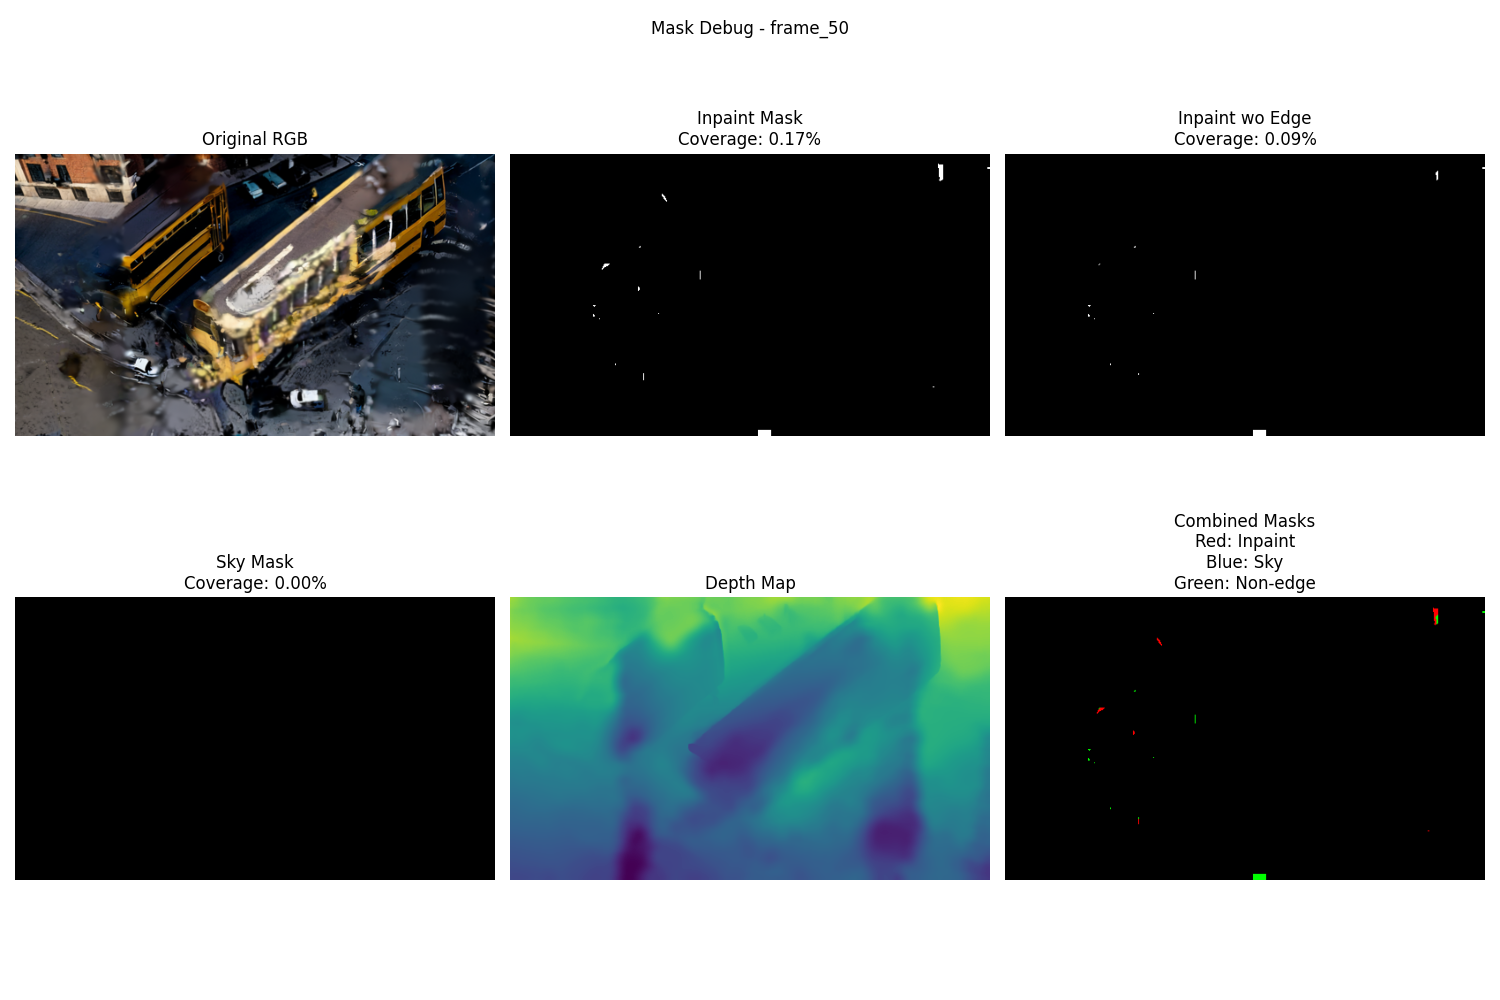 Mask Debug - frame_50
Original RGB
Inpaint Mask
Coverage: 0.17%
Inpaint wo Edge
Coverage: 0.09%
Sky Mask
Coverage: 0.00%
Depth Map
Combined Masks
Red: Inpaint
Blue: Sky
Green: Non-edge